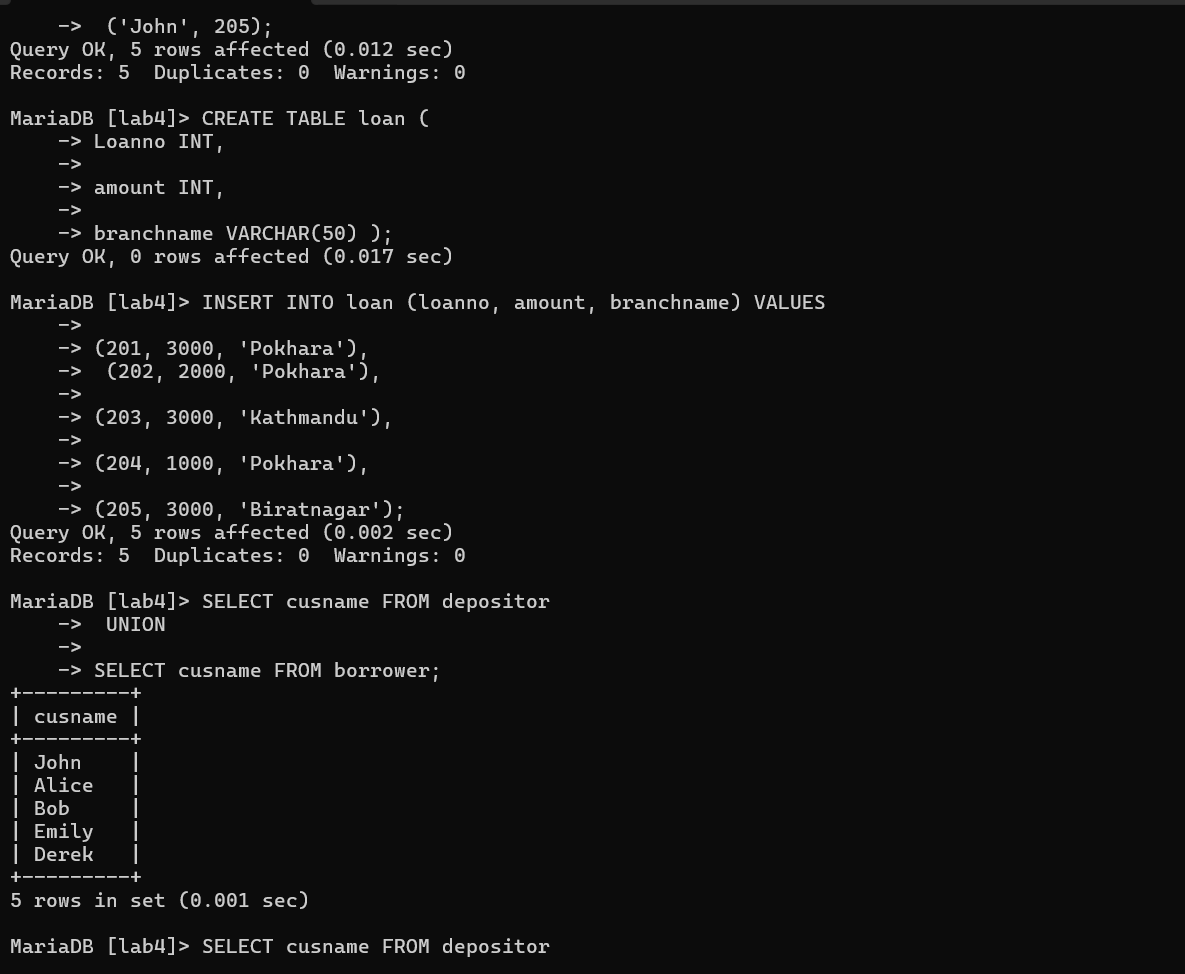 ->  ('John', 205);
Query OK, 5 rows affected (0.012 sec)
Records: 5  Duplicates: 0  Warnings: 0

MariaDB [lab4]> CREATE TABLE loan (
    -> Loanno INT,
    ->
    -> amount INT,
    ->
    -> branchname VARCHAR(50) );
Query OK, 0 rows affected (0.017 sec)

MariaDB [lab4]> INSERT INTO loan (loanno, amount, branchname) VALUES
    ->
    -> (201, 3000, 'Pokhara'),
    ->  (202, 2000, 'Pokhara'),
    ->
    -> (203, 3000, 'Kathmandu'),
    ->
    -> (204, 1000, 'Pokhara'),
    ->
    -> (205, 3000, 'Biratnagar');
Query OK, 5 rows affected (0.002 sec)
Records: 5  Duplicates: 0  Warnings: 0

MariaDB [lab4]> SELECT cusname FROM depositor
    ->  UNION
    ->
    -> SELECT cusname FROM borrower;
+---------+
| cusname |
+---------+
| John    |
| Alice   |
| Bob     |
| Emily   |
| Derek   |
+---------+
5 rows in set (0.001 sec)

MariaDB [lab4]> SELECT cusname FROM depositor